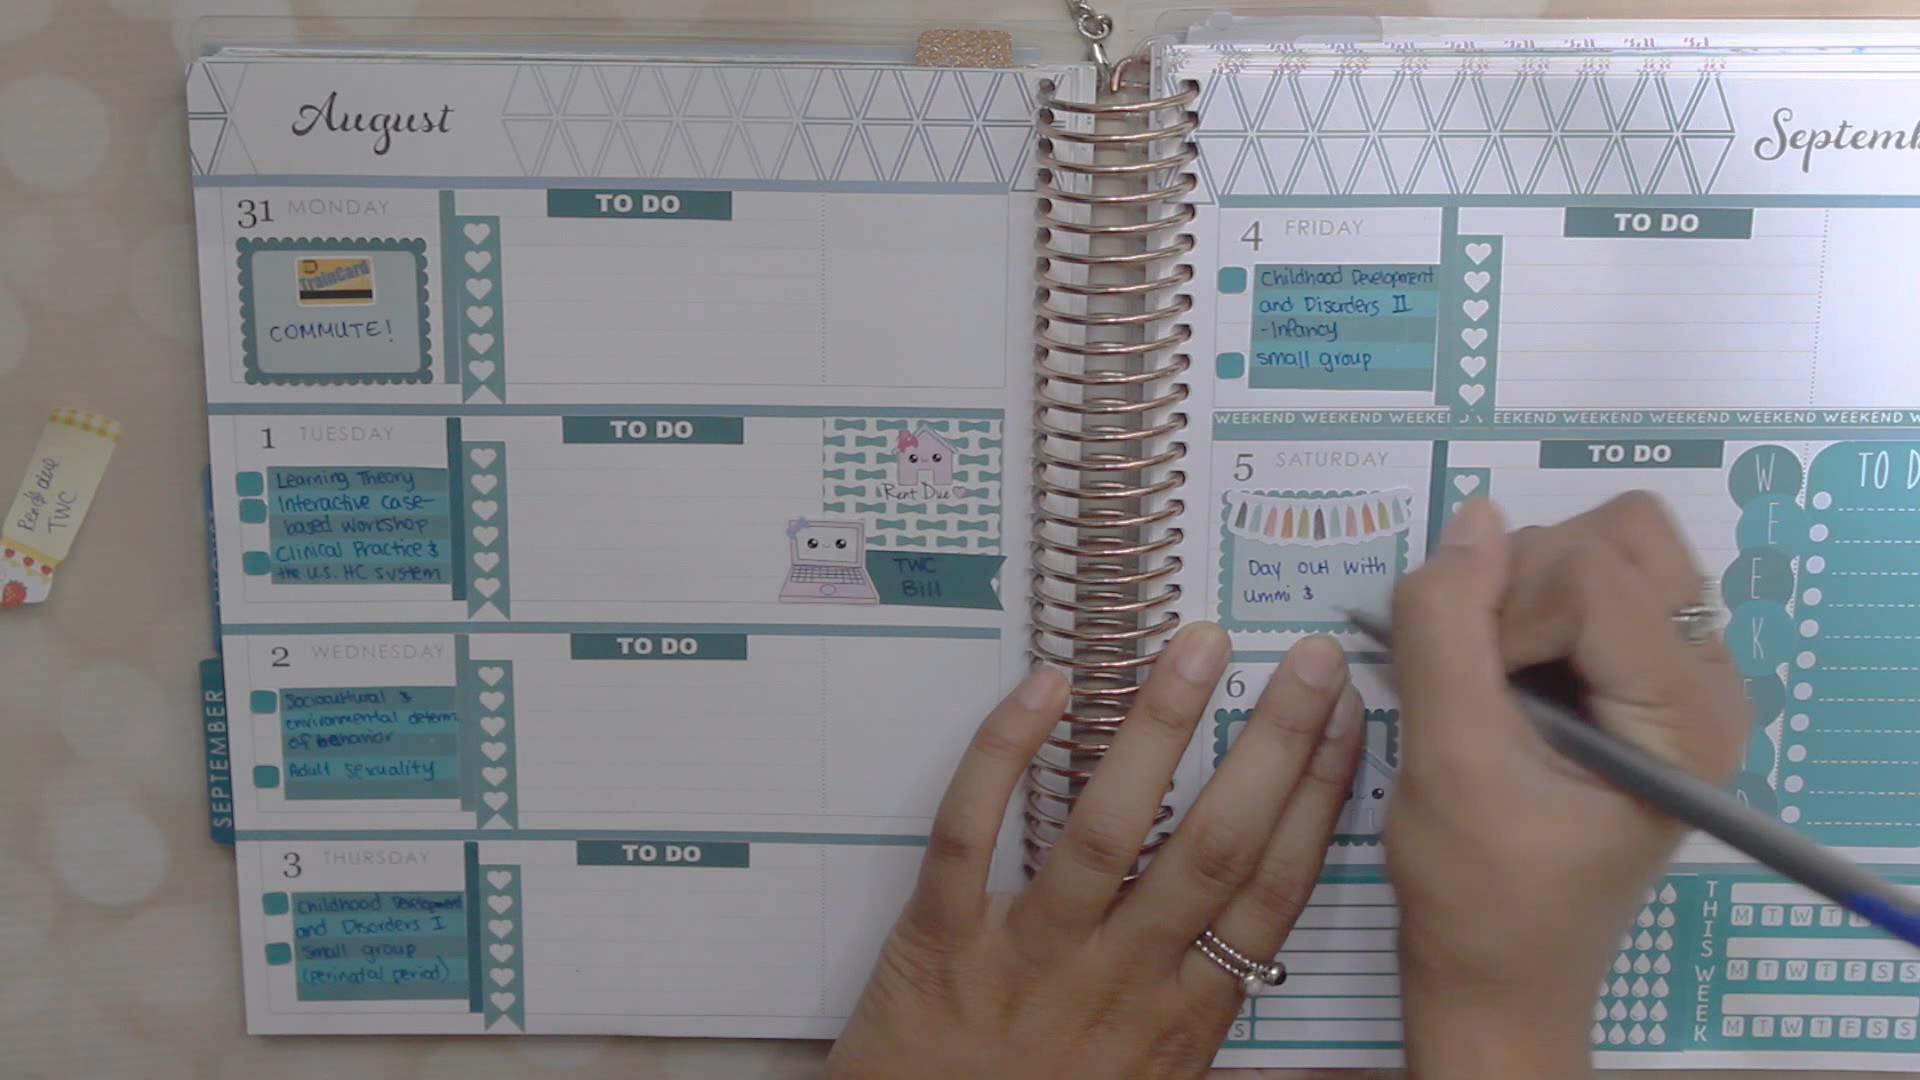 August
31 MONDAY
TO DO
TrainCard
COMMUTE!
1 TUESDAY
TO DO
Learning Theory
Interactive case-
based workshop
Clinical Practice &
the U.S. HC system
Rent Due
TWC
Bill
2 WEDNESDAY
TO DO
Sociocultural &
environmental determ.
of behavior
Adult Sexuality
3 THURSDAY
TO DO
Childhood Development
and Disorders I
Small group
(perinatal period)
SEPTEMBER
TWC
Septemb
4 FRIDAY
TO DO
Childhood Development
and Disorders II
-Infancy
small group
WEEKEND WEEKEND WEEKE EEKEND WEEKEND WEEKEND WEEKEND WEEKEND W
5 SATURDAY
TO DO
Day out with
Ummi &
6
W
E
E
K
TO D
THIS WEEK
M T W T F
M T W T F S S
M T W T F S S
S